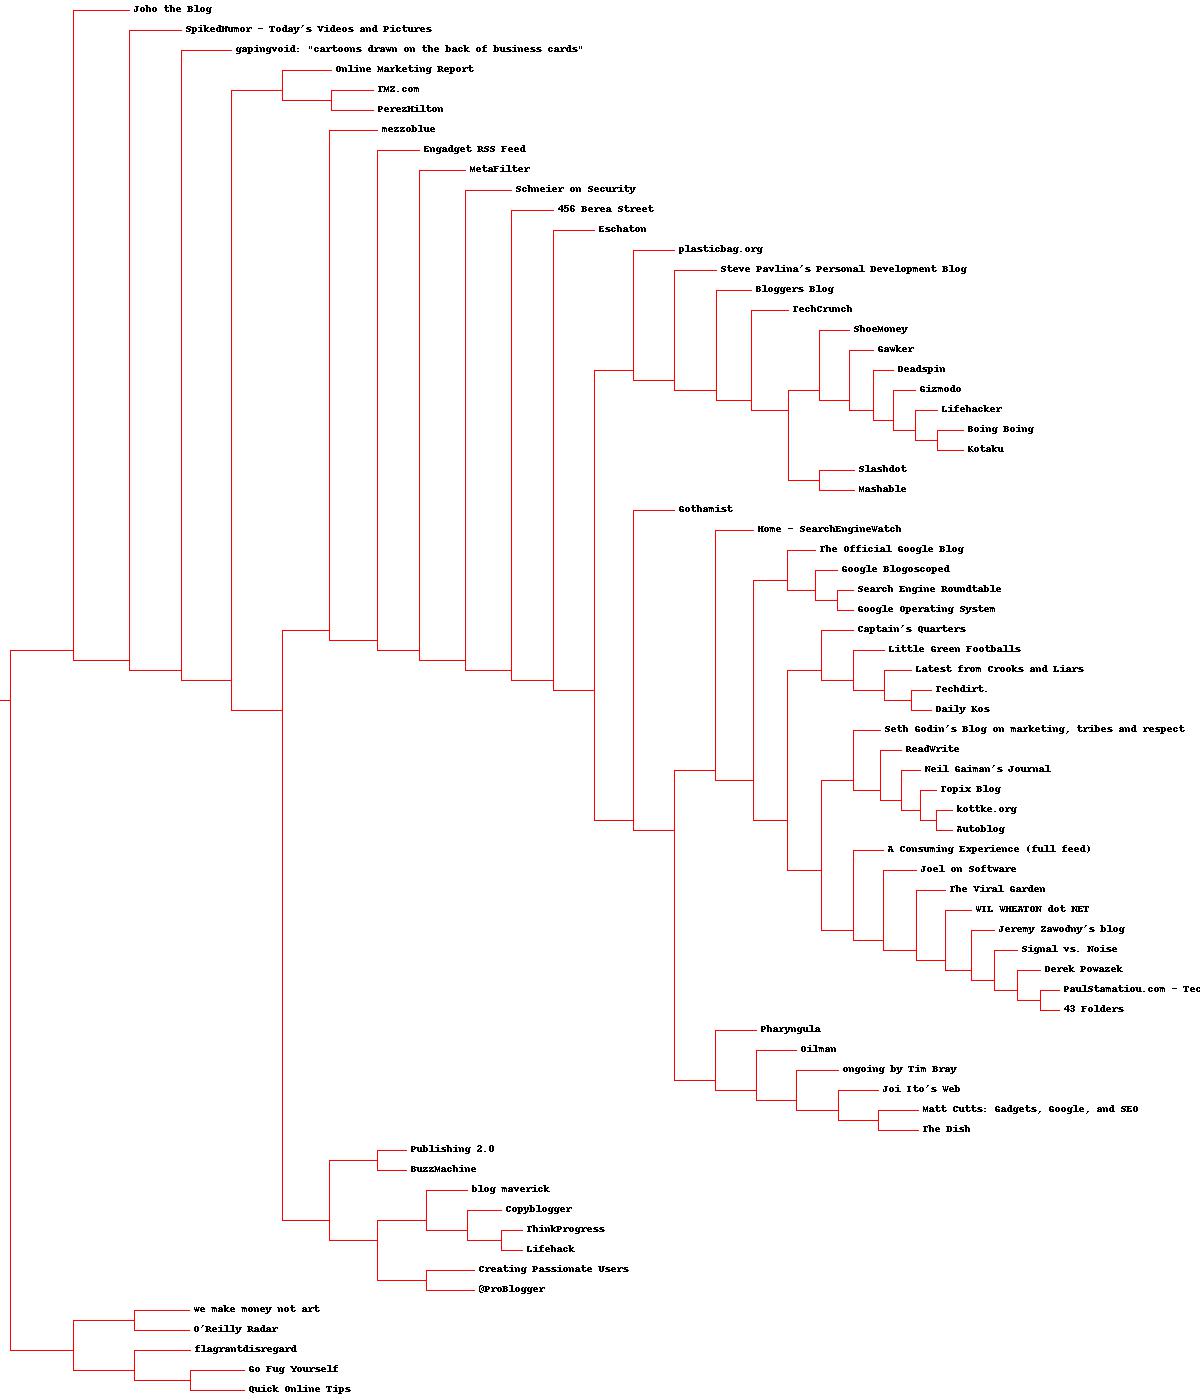 Joho the Blog
SpikedHumor - Today's Videos and Pictures
gapingvoid: "cartoons drawn on the back of business cards"
Online Marketing Report
TMZ.com
PerezHilton
mezzoblue
Engadget RSS Feed
MetaFilter
Schneier on Security
456 Berea Street
Eschaton
plasticbag.org
Steve Pavlina's Personal Development Blog
Bloggers Blog
TechCrunch
ShoeMoney
Gawker
Deadspin
Gizmodo
Lifehacker
Boing Boing
Kotaku
Slashdot
Mashable
Gothamist
Home - SearchEngineWatch
The Official Google Blog
Google Blogoscoped
Search Engine Roundtable
Google Operating System
Captain's Quarters
Little Green Footballs
Latest from Crooks and Liars
Techdirt.
Daily Kos
Seth Godin's Blog on marketing, tribes and respect
ReadWrite
Neil Gaiman's Journal
Topix Blog
kottke.org
Autoblog
A Consuming Experience (full feed)
Joel on Software
The Viral Garden
WIL WHEATON dot NET
Jeremy Zawodny's blog
Signal vs. Noise
Derek Powazek
PaulStamatiou.com - Tec
43 Folders
Pharyngula
Oilman
ongoing by Tim Bray
Joi Ito's Web
Matt Cutts: Gadgets, Google, and SEO
The Dish
Publishing 2.0
BuzzMachine
blog maverick
Copyblogger
ThinkProgress
Lifehack
Creating Passionate Users
@ProBlogger
we make money not art
O'Reilly Radar
flagrantdisregard
Go Fug Yourself
Quick Online Tips